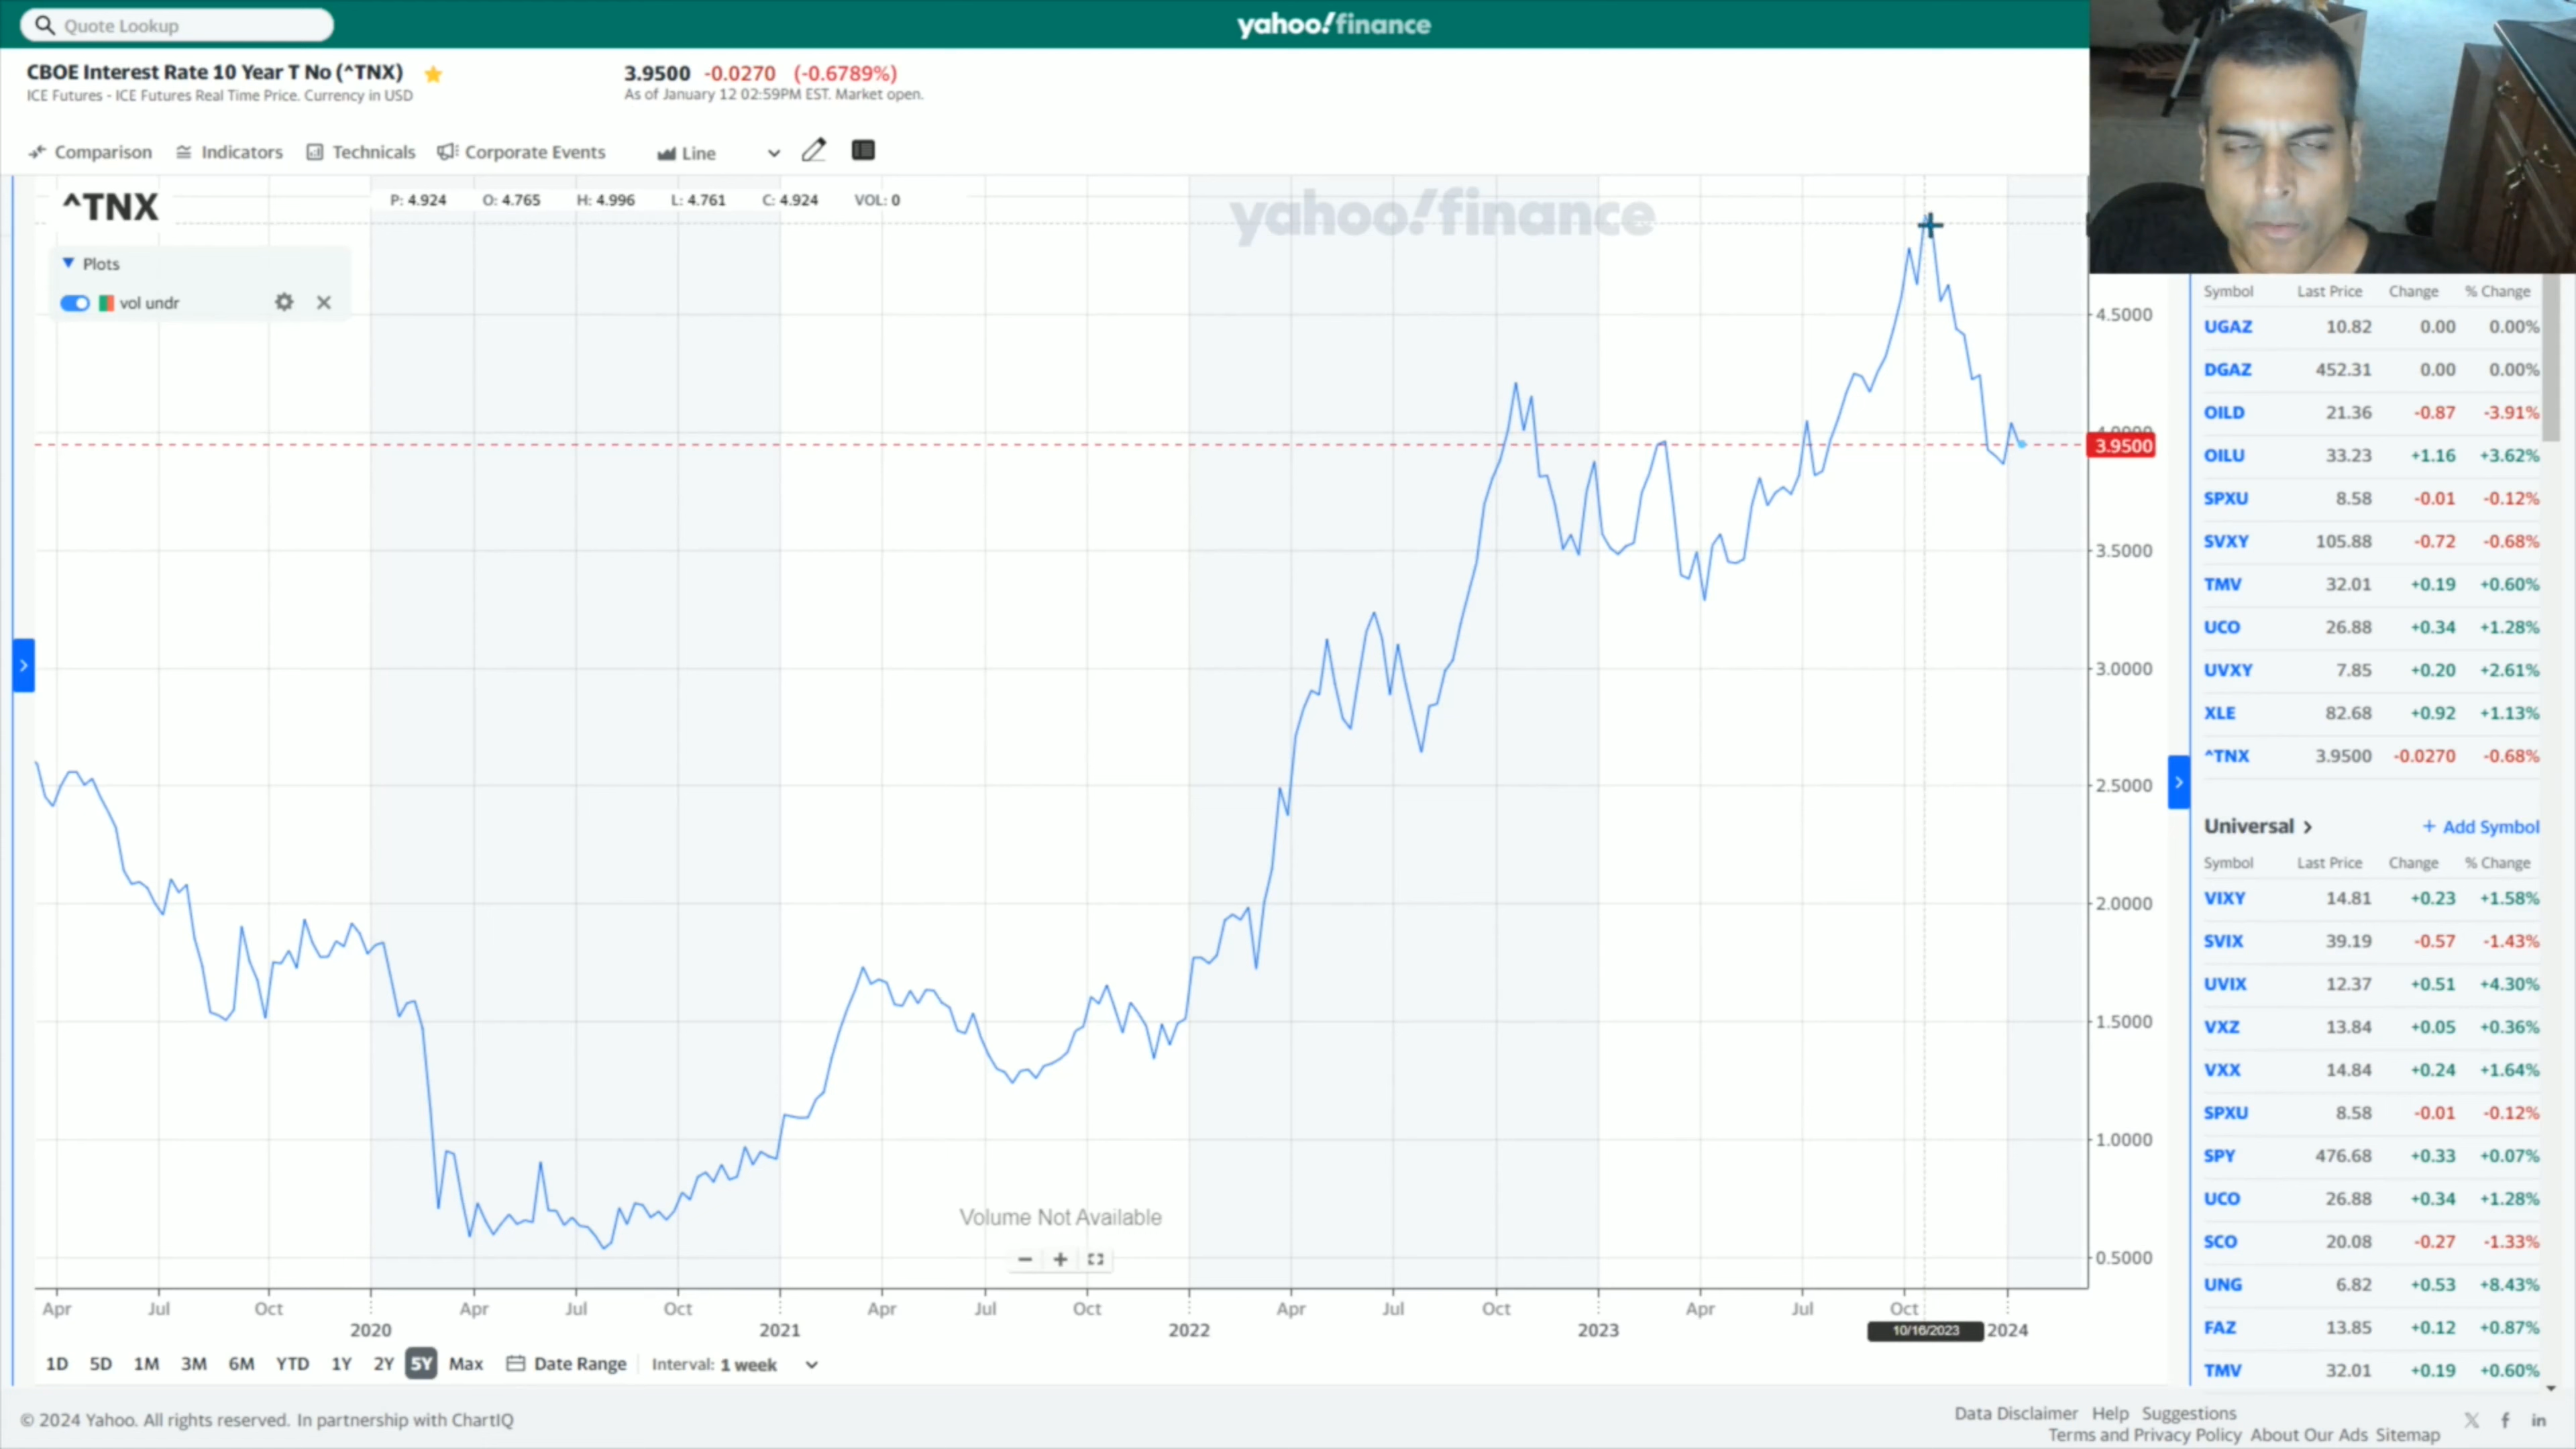 Quote Lookup
yahoo!finance
CBOE Interest Rate 10 Year T No (^TNX)
3.9500 -0.0270 (-0.6789%)
ICE Futures - ICE Futures Real Time Price. Currency in USD
As of January 12 02:59PM EST. Market open.
Comparison Indicators Technicals Corporate Events Line
^TNX
P: 4.924 O: 4.765 H: 4.996 L: 4.761 C: 4.924 VOL: 0
yahoo!finance
Plots
vol undr
4.5000
4.0000
3.9500
3.5000
3.0000
2.5000
2.0000
1.5000
1.0000
0.5000
Volume Not Available
Apr Jul Oct Apr Jul Oct Apr Jul Oct Apr Jul Oct Apr Jul Oct
2020 2021 2022 2023 10/16/2023 2024
1D 5D 1M 3M 6M YTD 1Y 2Y 5Y Max Date Range Interval: 1 week
Symbol Last Price Change % Change
UGAZ 10.82 0.00 0.00%
DGAZ 452.31 0.00 0.00%
OILD 21.36 -0.87 -3.91%
OILU 33.23 +1.16 +3.62%
SPXU 8.58 -0.01 -0.12%
SVXY 105.88 -0.72 -0.68%
TMV 32.01 +0.19 +0.60%
UCO 26.88 +0.34 +1.28%
UVXY 7.85 +0.20 +2.61%
XLE 82.68 +0.92 +1.13%
^TNX 3.9500 -0.0270 -0.68%
Universal + Add Symbol
Symbol Last Price Change % Change
VIXY 14.81 +0.23 +1.58%
SVIX 39.19 -0.57 -1.43%
UVIX 12.37 +0.51 +4.30%
VXZ 13.84 +0.05 +0.36%
VXX 14.84 +0.24 +1.64%
SPXU 8.58 -0.01 -0.12%
SPY 476.68 +0.33 +0.07%
UCO 26.88 +0.34 +1.28%
SCO 20.08 -0.27 -1.33%
UNG 6.82 +0.53 +8.43%
FAZ 13.85 +0.12 +0.87%
TMV 32.01 +0.19 +0.60%
© 2024 Yahoo. All rights reserved. In partnership with ChartIQ
Data Disclaimer Help Suggestions
Terms and Privacy Policy About Our Ads Sitemap